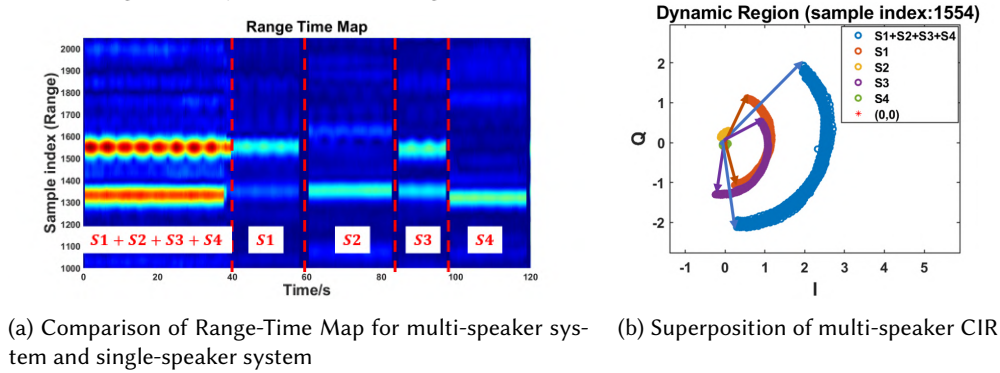 Range Time Map
Sample index (Range)
2000
1900
1800
1700
1600
1500
1400
1300
1200
1100
1000
S1 + S2 + S3 + S4
S1
S2
S3
S4
0
20
40
60
80
100
120
Time/s
(a) Comparison of Range-Time Map for multi-speaker sys-
tem and single-speaker system
Dynamic Region (sample index:1554)
S1+S2+S3+S4
S1
S2
S3
S4
(0,0)
Q
2
1
0
-1
-2
-1
0
1
2
3
4
5
I
(b) Superposition of multi-speaker CIR